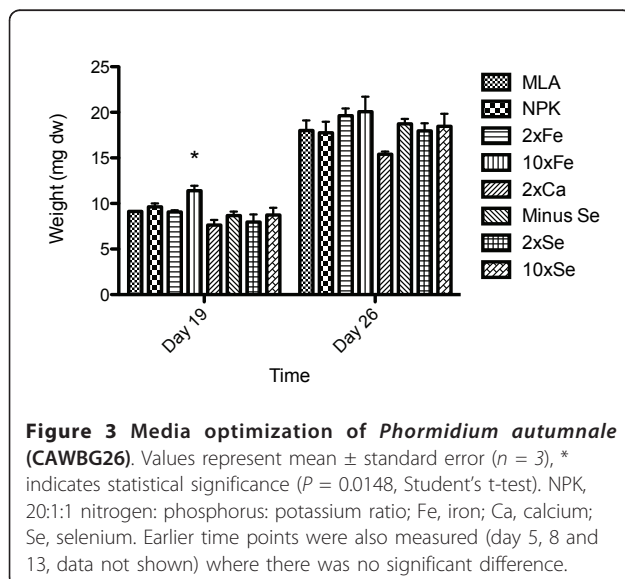 25
20
15
10
5
0
Weight (mg dw)
*
Day 19
Day 26
Time
MLA
NPK
2xFe
10xFe
2xCa
Minus Se
2xSe
10xSe
Figure 3 Media optimization of Phormidium autumnale
(CAWBG26). Values represent mean ± standard error (n = 3), *
indicates statistical significance (P = 0.0148, Student's t-test). NPK,
20:1:1 nitrogen: phosphorus: potassium ratio; Fe, iron; Ca, calcium;
Se, selenium. Earlier time points were also measured (day 5, 8 and
13, data not shown) where there was no significant difference.